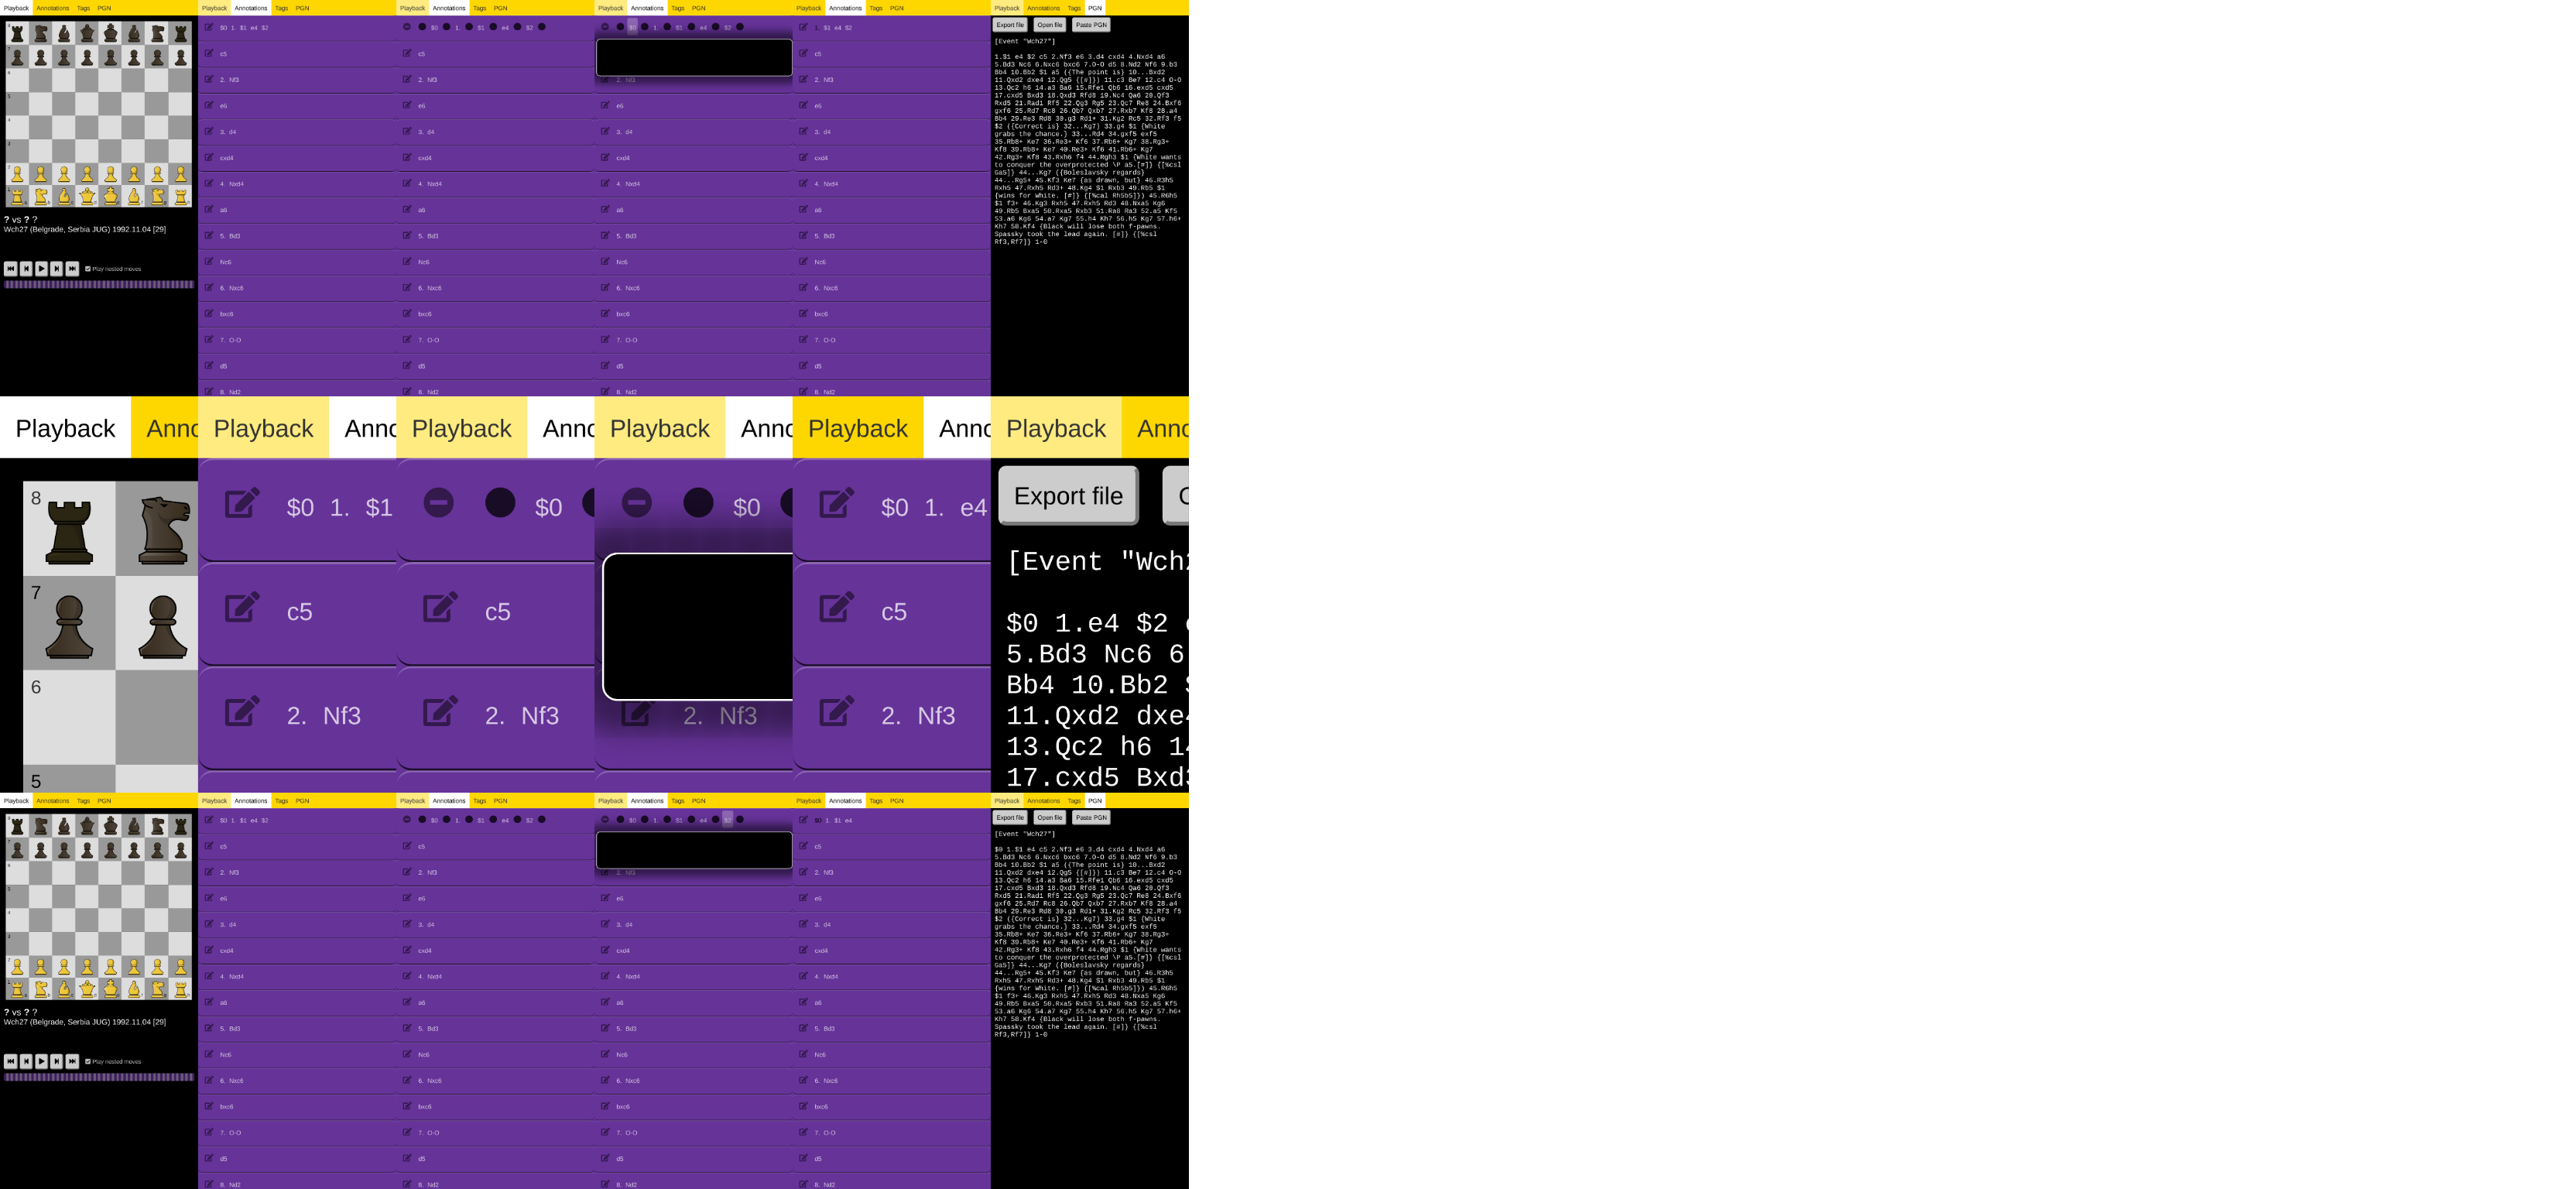 Playback Annotations Tags PGN
8
7
6
5
4
3
2
1
? vs ? ?
Wch27 (Belgrade, Serbia JUG) 1992.11.04 [29]
Play nested moves
Playback Annotations Tags PGN
$0 1. $1 e4 $2
c5
2. Nf3
e6
3. d4
cxd4
4. Nxd4
a6
5. Bd3
Nc6
6. Nxc6
bxc6
7. O-O
d5
8. Nd2
Playback Annotations Tags PGN
$0 1. $1 e4 $2
c5
2. Nf3
e6
3. d4
cxd4
4. Nxd4
a6
5. Bd3
Nc6
6. Nxc6
bxc6
7. O-O
d5
8. Nd2
Playback Annotations Tags PGN
$0 1. $1 e4 $2
2. Nf3
e6
3. d4
cxd4
4. Nxd4
a6
5. Bd3
Nc6
6. Nxc6
bxc6
7. O-O
d5
8. Nd2
Playback Annotations Tags PGN
1. $1 e4 $2
c5
2. Nf3
e6
3. d4
cxd4
4. Nxd4
a6
5. Bd3
Nc6
6. Nxc6
bxc6
7. O-O
d5
8. Nd2
Playback Annotations Tags PGN
Export file Open file Paste PGN
[Event "Wch27"]
1.$1 e4 $2 c5 2.Nf3 e6 3.d4 cxd4 4.Nxd4 a6
5.Bd3 Nc6 6.Nxc6 bxc6 7.O-O d5 8.Nd2 Nf6 9.b3
Bb4 10.Bb2 $1 a5 ({The point is} 10...Bxd2
11.Qxd2 dxe4 12.Qg5 {[#]}) 11.c3 Be7 12.c4 O-O
13.Qc2 h6 14.a3 Ba6 15.Rfe1 Qb6 16.exd5 cxd5
17.cxd5 Bxd3 18.Qxd3 Rfd8 19.Nc4 Qa6 20.Qf3
Rxd5 21.Rad1 Rf5 22.Qg3 Rg5 23.Qc7 Re8 24.Bxf6
gxf6 25.Rd7 Rc8 26.Qb7 Qxb7 27.Rxb7 Kf8 28.a4
Bb4 29.Re3 Rd8 30.g3 Rd1+ 31.Kg2 Rc5 32.Rf3 f5
$2 ({Correct is} 32...Kg7) 33.g4 $1 {White
grabs the chance.} 33...Rd4 34.gxf5 exf5
35.Rb8+ Ke7 36.Re3+ Kf6 37.Rb6+ Kg7 38.Rg3+
Kf8 39.Rb8+ Ke7 40.Re3+ Kf6 41.Rb6+ Kg7
42.Rg3+ Kf8 43.Rxh6 f4 44.Rgh3 $1 {White wants
to conquer the overprotected \P a5.[#]} {[%csl
Ga5]} 44...Kg7 ({Boleslavsky regards}
44...Rg5+ 45.Kf3 Ke7 {as drawn, but} 46.R3h5
Rxh5 47.Rxh5 Rd3+ 48.Kg4 $1 Rxb3 49.Rb5 $1
{wins for White. [#]} {[%cal Rh5b5]}) 45.R6h5
$1 f3+ 46.Kg3 Rxh5 47.Rxh5 Rd3 48.Nxa5 Kg6
49.Rb5 Bxa5 50.Rxa5 Rxb3 51.Ra8 Ra3 52.a5 Kf5
53.a6 Kg6 54.a7 Kg7 55.h4 Kh7 56.h5 Kg7 57.h6+
Kh7 58.Kf4 {Black will lose both f-pawns.
Spassky took the lead again. [#]} {[%csl
Rf3,Rf7]} 1-0
Playback Anno
8
7
6
5
Playback Anno
$0 1. $1
c5
2. Nf3
Playback Anno
$0
c5
2. Nf3
Playback Anno
$0
2. Nf3
Playback Anno
$0 1. e4
c5
2. Nf3
Playback Anno
Export file
[Event "Wch2
$0 1.e4 $2 c
5.Bd3 Nc6 6
Bb4 10.Bb2 $
11.Qxd2 dxe4
13.Qc2 h6 14
17.cxd5 Bxd3
Playback Annotations Tags PGN
8
7
6
5
4
3
2
1
? vs ? ?
Wch27 (Belgrade, Serbia JUG) 1992.11.04 [29]
Play nested moves
Playback Annotations Tags PGN
$0 1. $1 e4 $2
c5
2. Nf3
e6
3. d4
cxd4
4. Nxd4
a6
5. Bd3
Nc6
6. Nxc6
bxc6
7. O-O
d5
8. Nd2
Playback Annotations Tags PGN
$0 1. $1 e4 $2
c5
2. Nf3
e6
3. d4
cxd4
4. Nxd4
a6
5. Bd3
Nc6
6. Nxc6
bxc6
7. O-O
d5
8. Nd2
Playback Annotations Tags PGN
$0 1. $1 e4 $2
2. Nf3
e6
3. d4
cxd4
4. Nxd4
a6
5. Bd3
Nc6
6. Nxc6
bxc6
7. O-O
d5
8. Nd2
Playback Annotations Tags PGN
$0 1. $1 e4
c5
2. Nf3
e6
3. d4
cxd4
4. Nxd4
a6
5. Bd3
Nc6
6. Nxc6
bxc6
7. O-O
d5
8. Nd2
Playback Annotations Tags PGN
Export file Open file Paste PGN
[Event "Wch27"]
$0 1.$1 e4 c5 2.Nf3 e6 3.d4 cxd4 4.Nxd4 a6
5.Bd3 Nc6 6.Nxc6 bxc6 7.O-O d5 8.Nd2 Nf6 9.b3
Bb4 10.Bb2 $1 a5 ({The point is} 10...Bxd2
11.Qxd2 dxe4 12.Qg5 {[#]}) 11.c3 Be7 12.c4 O-O
13.Qc2 h6 14.a3 Ba6 15.Rfe1 Qb6 16.exd5 cxd5
17.cxd5 Bxd3 18.Qxd3 Rfd8 19.Nc4 Qa6 20.Qf3
Rxd5 21.Rad1 Rf5 22.Qg3 Rg5 23.Qc7 Re8 24.Bxf6
gxf6 25.Rd7 Rc8 26.Qb7 Qxb7 27.Rxb7 Kf8 28.a4
Bb4 29.Re3 Rd8 30.g3 Rd1+ 31.Kg2 Rc5 32.Rf3 f5
$2 ({Correct is} 32...Kg7) 33.g4 $1 {White
grabs the chance.} 33...Rd4 34.gxf5 exf5
35.Rb8+ Ke7 36.Re3+ Kf6 37.Rb6+ Kg7 38.Rg3+
Kf8 39.Rb8+ Ke7 40.Re3+ Kf6 41.Rb6+ Kg7
42.Rg3+ Kf8 43.Rxh6 f4 44.Rgh3 $1 {White wants
to conquer the overprotected \P a5.[#]} {[%csl
Ga5]} 44...Kg7 ({Boleslavsky regards}
44...Rg5+ 45.Kf3 Ke7 {as drawn, but} 46.R3h5
Rxh5 47.Rxh5 Rd3+ 48.Kg4 $1 Rxb3 49.Rb5 $1
{wins for White. [#]} {[%cal Rh5b5]}) 45.R6h5
$1 f3+ 46.Kg3 Rxh5 47.Rxh5 Rd3 48.Nxa5 Kg6
49.Rb5 Bxa5 50.Rxa5 Rxb3 51.Ra8 Ra3 52.a5 Kf5
53.a6 Kg6 54.a7 Kg7 55.h4 Kh7 56.h5 Kg7 57.h6+
Kh7 58.Kf4 {Black will lose both f-pawns.
Spassky took the lead again. [#]} {[%csl
Rf3,Rf7]} 1-0